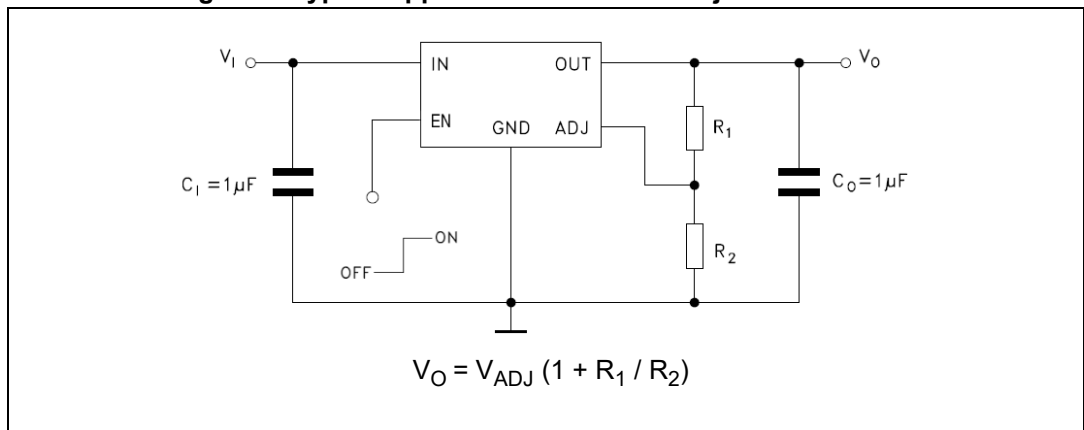 V_I
IN
OUT
V_O
EN
GND
ADJ
R_1
C_I =1µF
C_O=1µF
ON
OFF
R_2
V_O = V_ADJ (1 + R_1 / R_2)